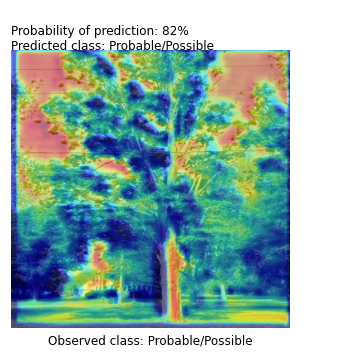 Probability of prediction: 82%
Predicted class: Probable/Possible
Observed class: Probable/Possible